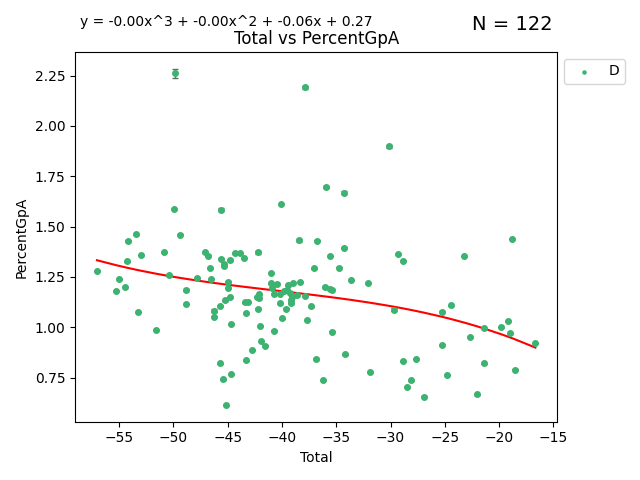 y = -0.00x^3 + -0.00x^2 + -0.06x + 0.27
N = 122
Total vs PercentGpA
D
PercentGpA
2.25
2.00
1.75
1.50
1.25
1.00
0.75
−55 −50 −45 −40 −35 −30 −25 −20 −15
Total